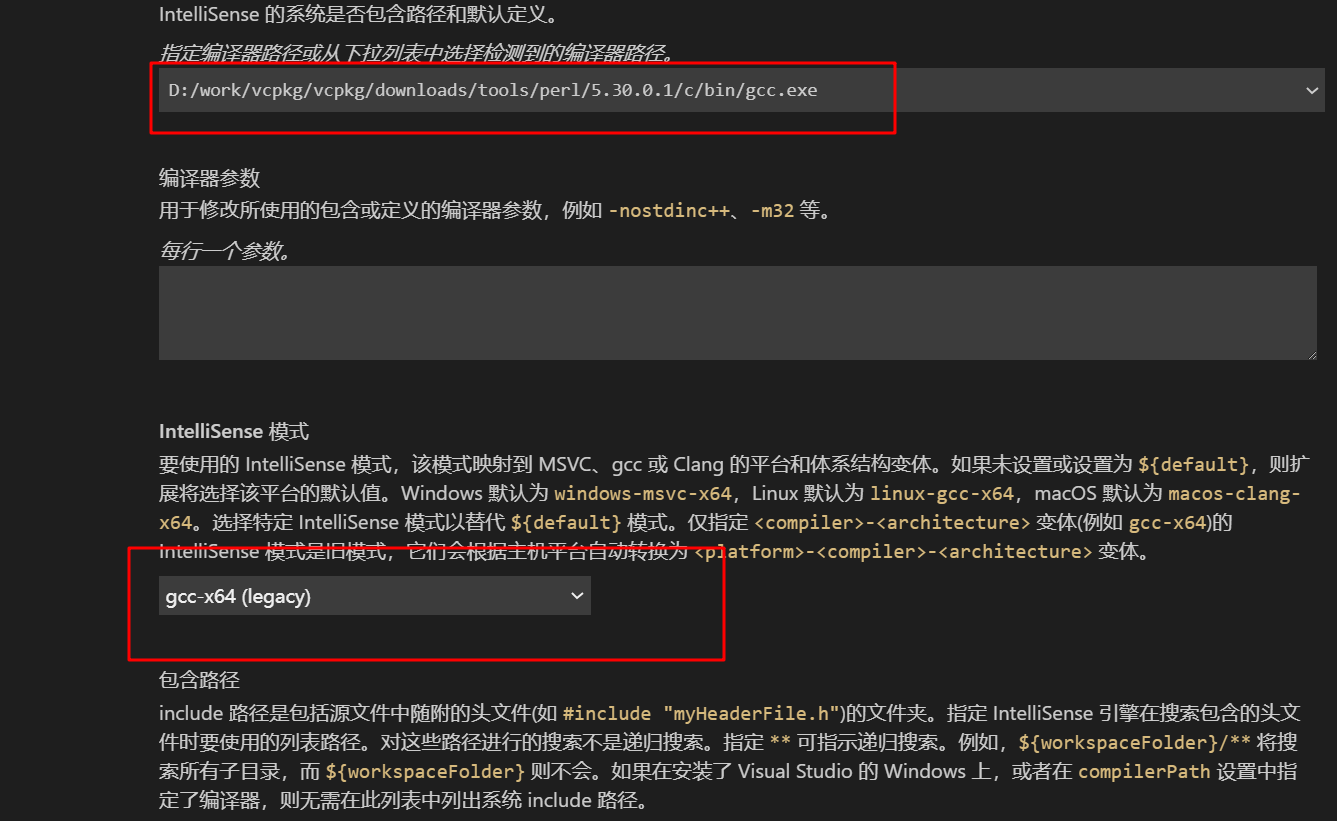 IntelliSense 的系统是否包含路径和默认定义。
指定编译器路径或从下拉列表中选择检测到的编译器路径。
D:/work/vcpkg/vcpkg/downloads/tools/perl/5.30.0.1/c/bin/gcc.exe
编译器参数
用于修改所使用的包含或定义的编译器参数，例如 -nostdinc++、-m32 等。
每行一个参数。
IntelliSense 模式
要使用的 IntelliSense 模式，该模式映射到 MSVC、gcc 或 Clang 的平台和体系结构变体。如果未设置或设置为 ${default}，则扩
展将选择该平台的默认值。Windows 默认为 windows-msvc-x64，Linux 默认为 linux-gcc-x64，macOS 默认为 macos-clang-
x64。选择特定 IntelliSense 模式以替代 ${default} 模式。仅指定 <compiler>-<architecture> 变体(例如 gcc-x64)的
IntelliSense 模式是旧模式，它们会根据主机平台自动转换为 <platform>-<compiler>-<architecture> 变体。
gcc-x64 (legacy)
包含路径
include 路径是包括源文件中随附的头文件(如 #include "myHeaderFile.h")的文件夹。指定 IntelliSense 引擎在搜索包含的头文
件时要使用的列表路径。对这些路径进行的搜索不是递归搜索。指定 ** 可指示递归搜索。例如，${workspaceFolder}/** 将搜
索所有子目录，而 ${workspaceFolder} 则不会。如果在安装了 Visual Studio 的 Windows 上，或者在 compilerPath 设置中指
定了编译器，则无需在此列表中列出系统 include 路径。